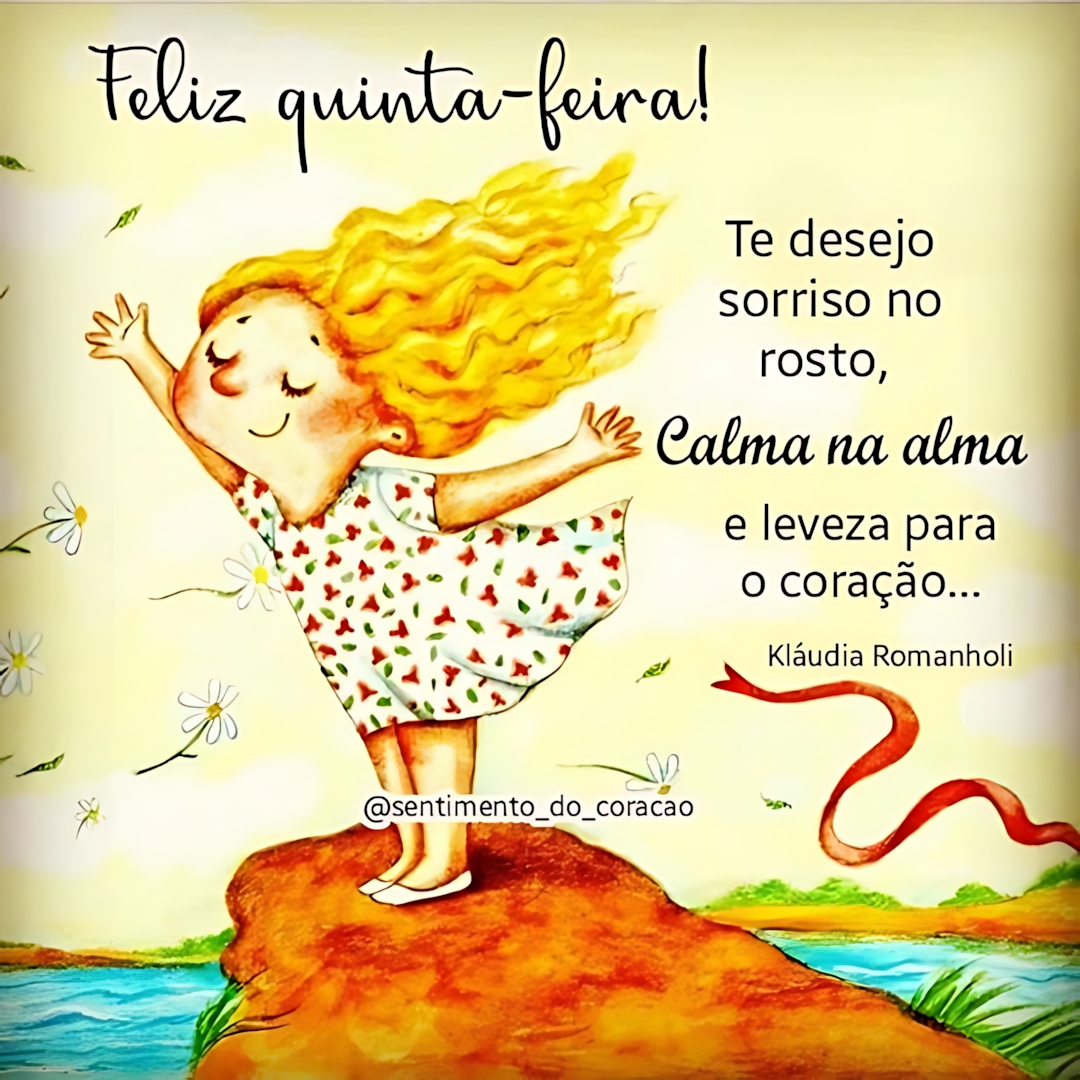 Feliz quinta-feira!
Te desejo
sorriso no
rosto,
Calma na alma
e leveza para
o coração...
Kláudia Romanholi
@sentimento_do_coracao